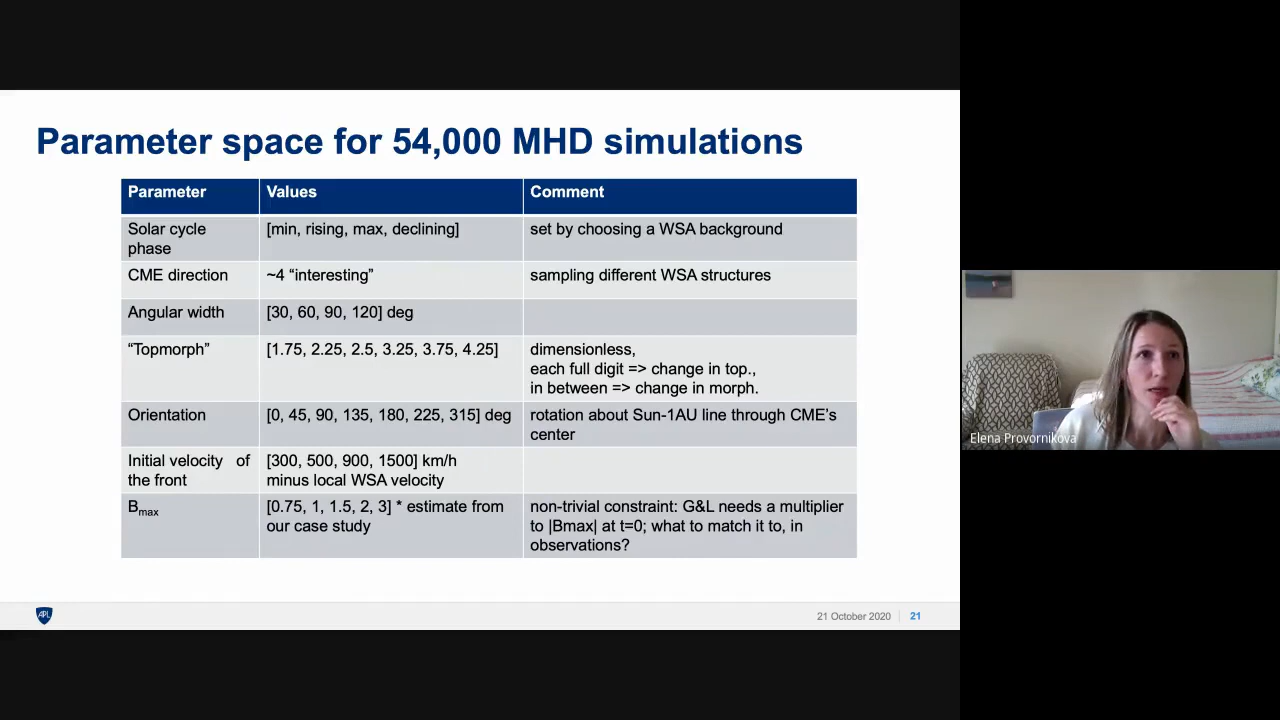 Parameter space for 54,000 MHD simulations
Parameter Values Comment
Solar cycle phase [min, rising, max, declining] set by choosing a WSA background
CME direction ~4 “interesting” sampling different WSA structures
Angular width [30, 60, 90, 120] deg
“Topmorph” [1.75, 2.25, 2.5, 3.25, 3.75, 4.25] dimensionless,
each full digit => change in top.,
in between => change in morph.
Orientation [0, 45, 90, 135, 180, 225, 315] deg rotation about Sun-1AU line through CME’s
center
Initial velocity of the front [300, 500, 900, 1500] km/h
minus local WSA velocity
Bmax [0.75, 1, 1.5, 2, 3] * estimate from
our case study
non-trivial constraint: G&L needs a multiplier
to |Bmax| at t=0; what to match it to, in
observations?
APL
21 October 2020 21
Elena Provornikova